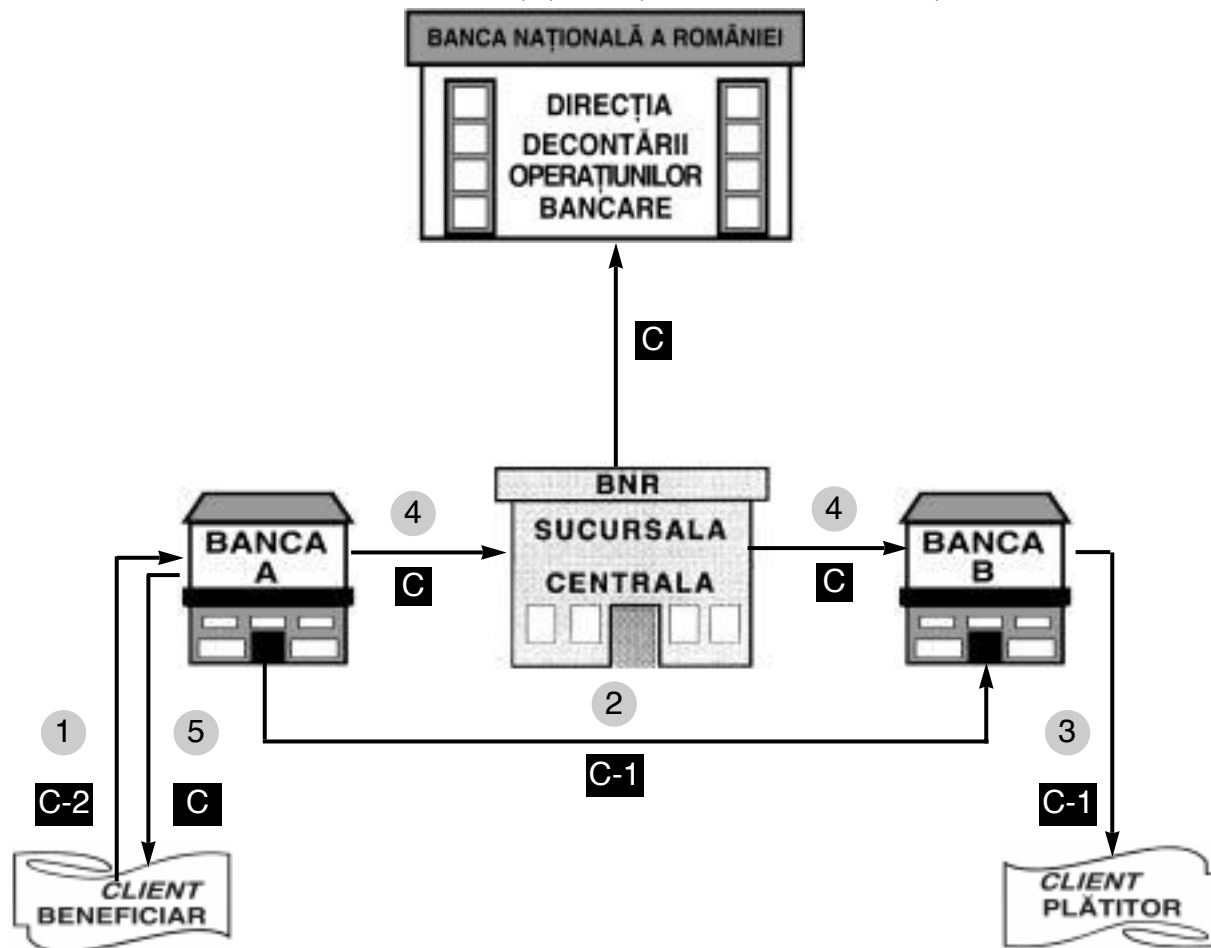 BANCA NAȚIONALĂ A ROMÂNIEI
DIRECȚIA
DECONTĂRII
OPERAȚIUNILOR
BANCARE
C
BNR
SUCURSALA
CENTRALA
BANCA
A
4
C
4
C
BANCA
B
1
C-2
5
C
2
C-1
3
C-1
CLIENT
BENEFICIAR
CLIENT
PLĂTITOR